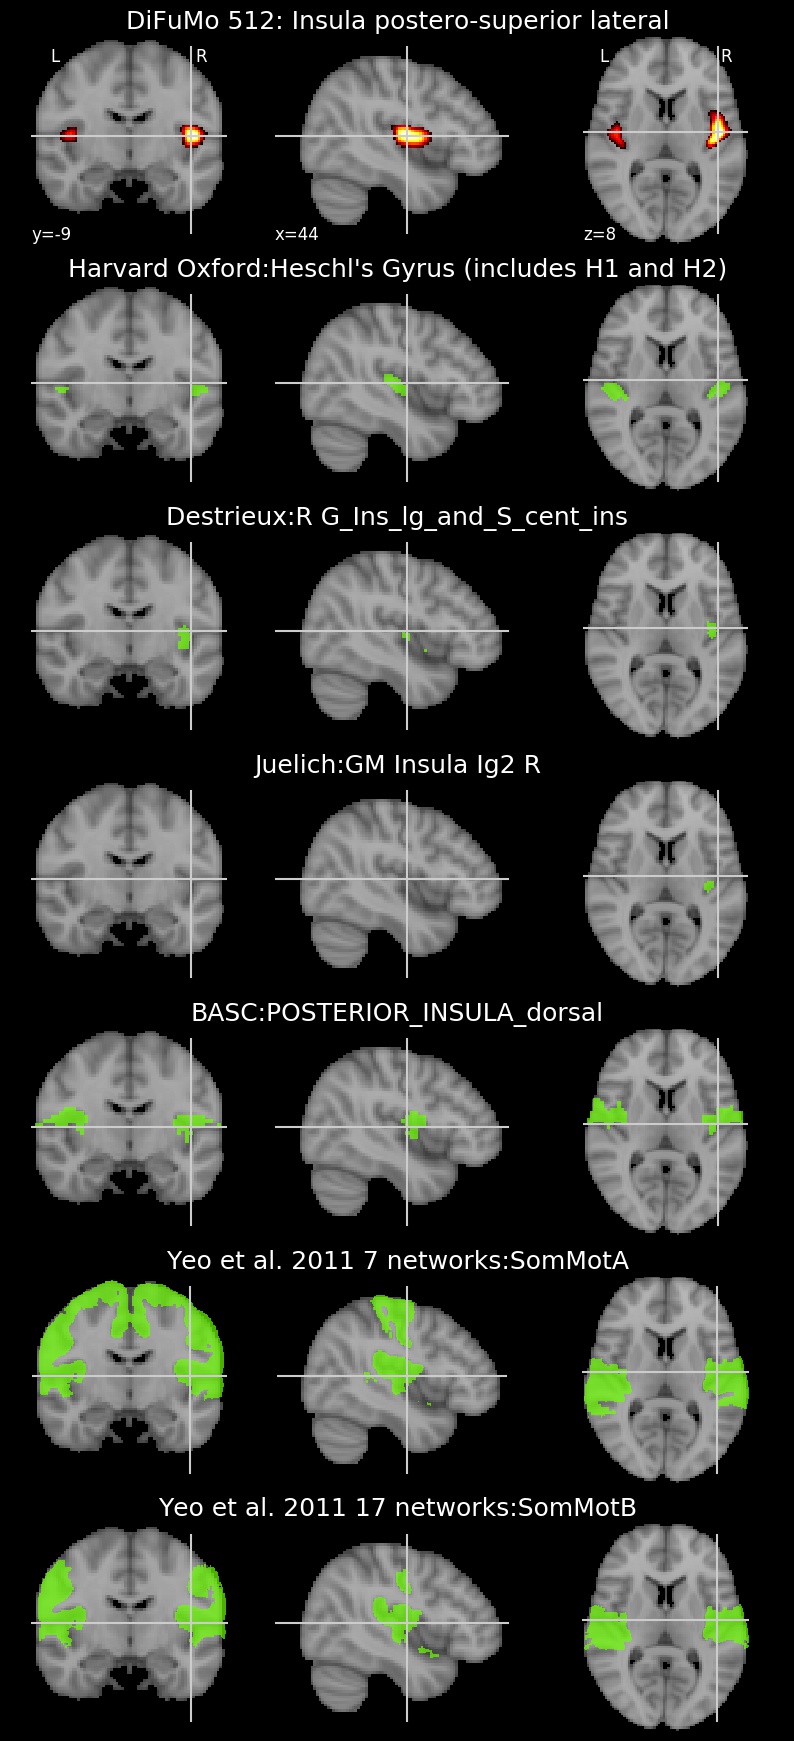 DiFuMo 512: Insula postero-superior lateral
L R L R
y=-9 x=44 z=8
Harvard Oxford:Heschl's Gyrus (includes H1 and H2)
Destrieux:R G_Ins_lg_and_S_cent_ins
Juelich:GM Insula Ig2 R
BASC:POSTERIOR_INSULA_dorsal
Yeo et al. 2011 7 networks:SomMotA
Yeo et al. 2011 17 networks:SomMotB